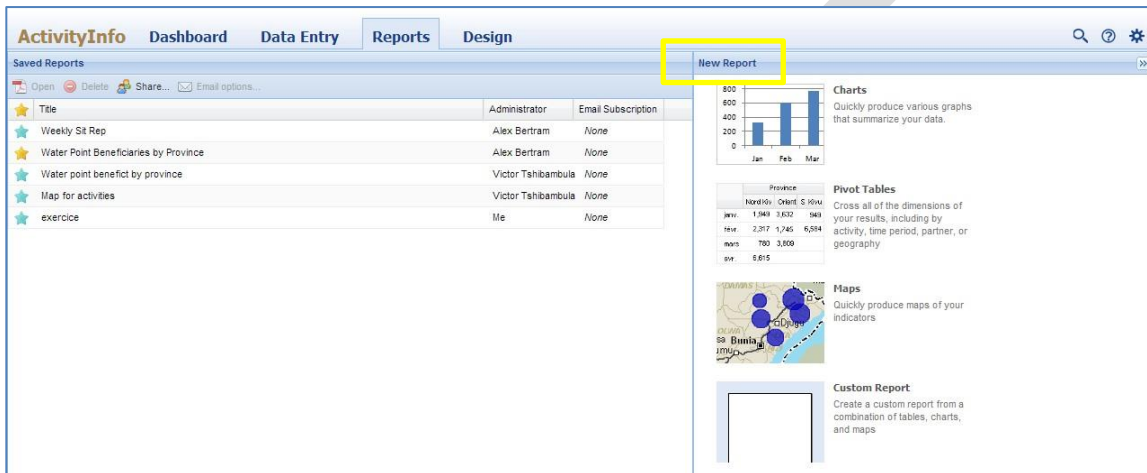 ActivityInfo Dashboard Data Entry Reports Design
Saved Reports
Open Delete Share... Email options...
Title Administrator Email Subscription
Weekly Sit Rep Alex Bertram None
Water Point Beneficiaries by Province Alex Bertram None
Water point benefict by province Victor Tshibambula None
Map for activities Victor Tshibambula None
exercice Me None
New Report
800
600
400
200
0
Jan Feb Mar
Charts
Quickly produce various graphs
that summarize your data.
Province
Nord Kiv Orient S. Kivu
janv. 1,949 3,632 949
févr. 2,317 1,745 6,584
mars 780 3,809
avr. 6,615
Pivot Tables
Cross all of the dimensions of
your results, including by
activity, time period, partner, or
geography
Bunia
Maps
Quickly produce maps of your
indicators
Custom Report
Create a custom report from a
combination of tables, charts,
and maps